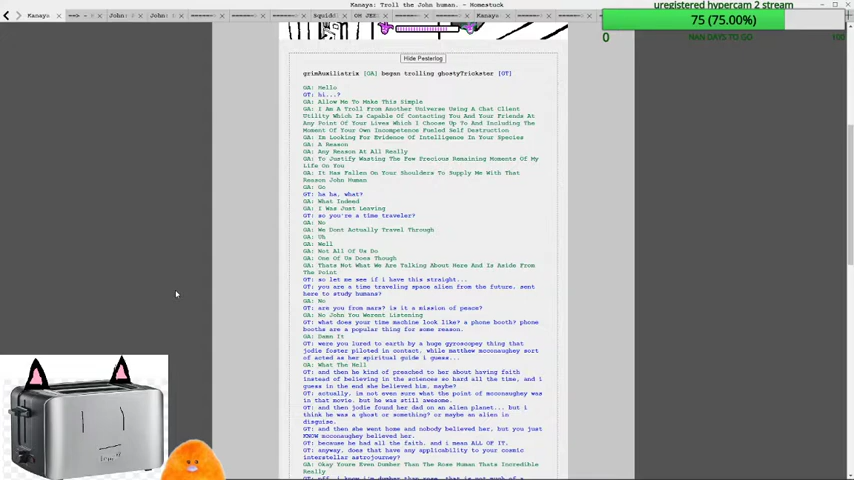 Kanaya: Troll the John human. - Homestuck
unregistered hypercam 2 stream
Kanaya
John:
John:
Squid!
OH JEE
Kanaya
75 (75.00%)
0
NAN DAYS TO GO
100
Hide Pesterlog
grimAuxiliatrix [GA] began trolling ghostyTrickster [GT]
GA: Hello
GT: hi...?
GA: Allow Me To Make This Simple
GA: I Am A Troll From Another Universe Using A Chat Client
Utility Which Is Capable Of Contacting You And Your Friends At
Any Point Of Your Lives Which I Choose Up To And Including The
Moment Of Your Own Incompetence Fueled Self Destruction
GA: Im Looking For Evidence Of Intelligence In Your Species
GA: A Reason
GA: Any Reason At All Really
GA: To Justify Wasting The Few Precious Remaining Moments Of My
Life On You
GA: It Has Fallen On Your Shoulders To Supply Me With That
Reason John Human
GA: Go
GT: ha ha, what?
GA: What Indeed
GA: I Was Just Leaving
GT: so you're a time traveler?
GA: No
GA: We Dont Actually Travel Through
GA: Uh
GA: Well
GA: Not All Of Us Do
GA: One Of Us Does Though
GA: Thats Not What We Are Talking About Here And Is Aside From
The Point
GT: so let me see if i have this straight...
GT: you are a time traveling space alien from the future, sent
here to study humans?
GA: No
GT: are you from mars? is it a mission of peace?
GA: No John You Werent Listening
GT: what does your time machine look like? a phone booth? phone
booths are a popular thing for some reason.
GA: Damn It
GT: were you lured to earth by a huge gyroscopey thing that
jodie foster piloted in contact, while matthew mcconaughey sort
of acted as her spiritual guide i guess...
GA: What The Hell
GT: and then he kind of preached to her about having faith
instead of believing in the sciences so hard all the time, and i
guess in the end she believed him, maybe?
GT: actually, im not even sure what the point of mcconaughey was
in that movie. but he was still awesome.
GT: and then jodie found her dad on an alien planet... but i
think he was a ghost or something? or maybe an alien in
disguise.
GT: and then she went home and nobody believed her, but you just
KNOW mcconaughey believed her.
GT: because he had all the faith. and i mean ALL OF IT.
GT: anyway, does that have any applicability to your cosmic
interstellar astrojourney?
GA: Okay Youre Even Dumber Than The Rose Human Thats Incredible
Really